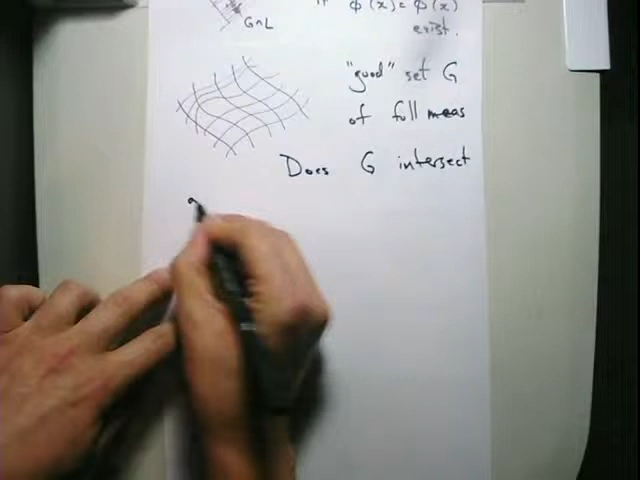 if ϕ⁺(x) = ϕ⁻(x)
G∩L
exist.
"good" set G
of full meas
Does G intersect
a